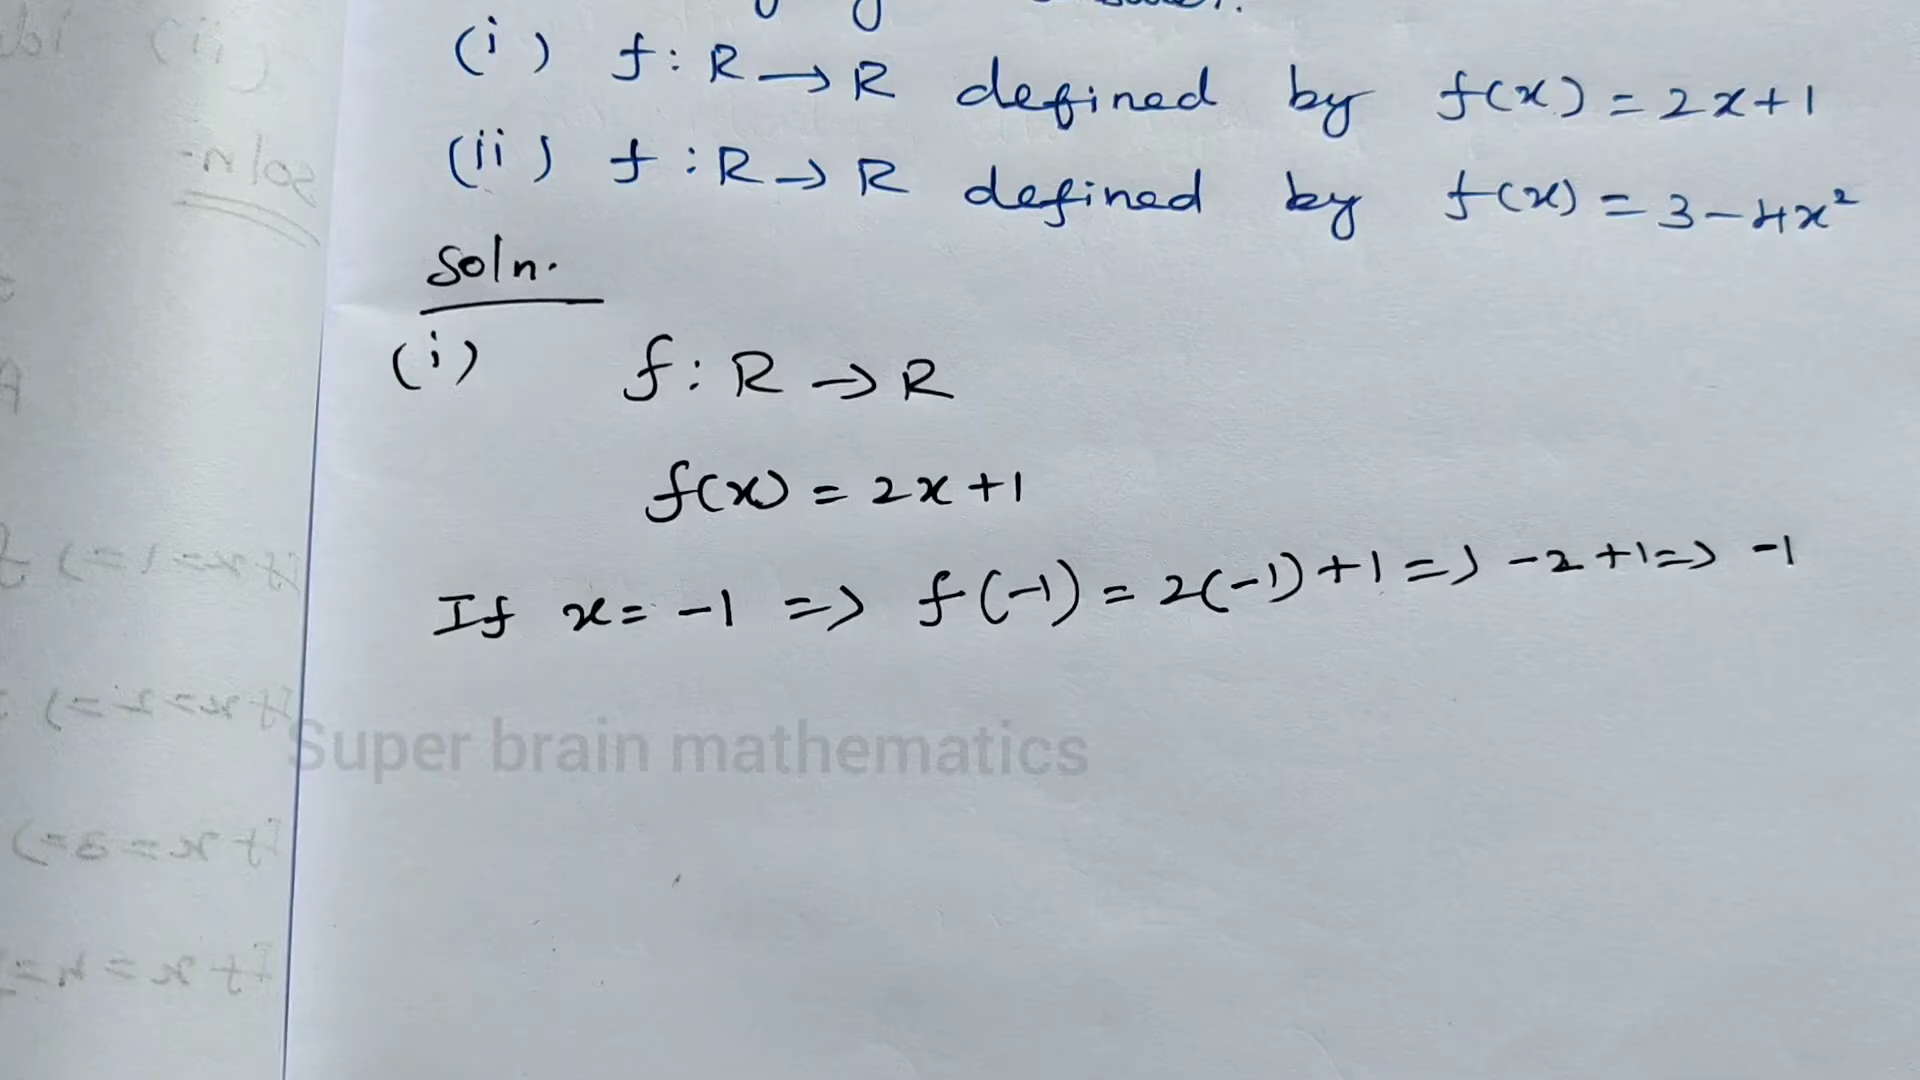 (i) f : R → R defined by f(x) = 2x+1
(ii) f : R → R defined by f(x) = 3-4x²
Soln.
(i) f : R → R
f(x) = 2x+1
If x = -1 => f(-1) = 2(-1)+1 => -2+1 => -1
Super brain mathematics